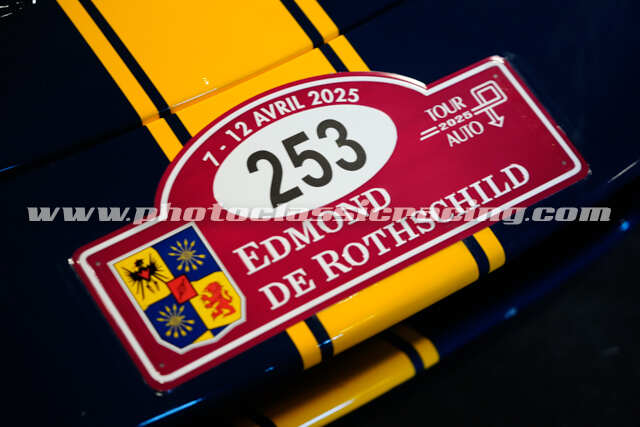 7 - 12 AVRIL 2025
253
TOUR
2025
AUTO
www.photoclassicracing.com
EDMOND
DE ROTHSCHILD